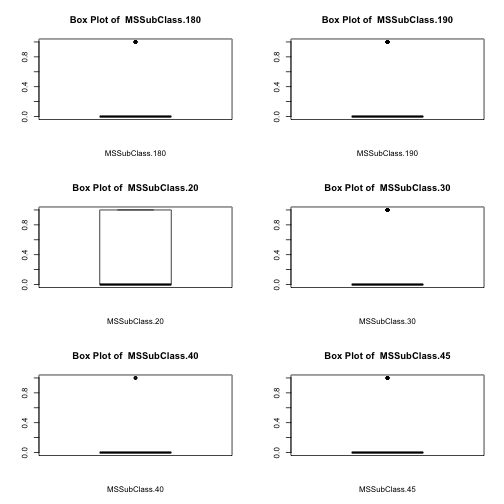 Box Plot of  MSSubClass.180
0.0 0.4 0.8
MSSubClass.180
Box Plot of  MSSubClass.190
0.0 0.4 0.8
MSSubClass.190
Box Plot of  MSSubClass.20
0.0 0.4 0.8
MSSubClass.20
Box Plot of  MSSubClass.30
0.0 0.4 0.8
MSSubClass.30
Box Plot of  MSSubClass.40
0.0 0.4 0.8
MSSubClass.40
Box Plot of  MSSubClass.45
0.0 0.4 0.8
MSSubClass.45